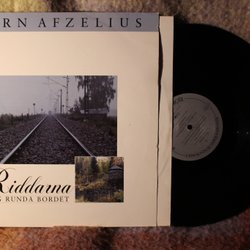 RN AFZELIUS
Riddarna
G RUNDA BORDET